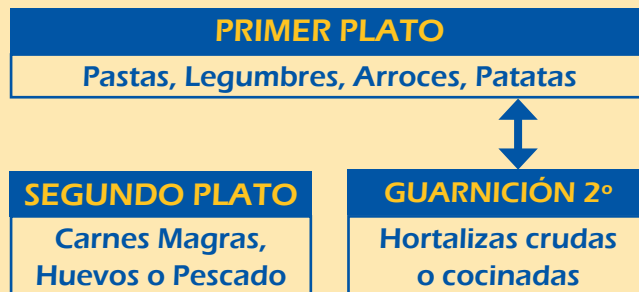 PRIMER PLATO
Pastas, Legumbres, Arroces, Patatas
SEGUNDO PLATO
Carnes Magras,
Huevos o Pescado
GUARNICIÓN 2º
Hortalizas crudas
o cocinadas